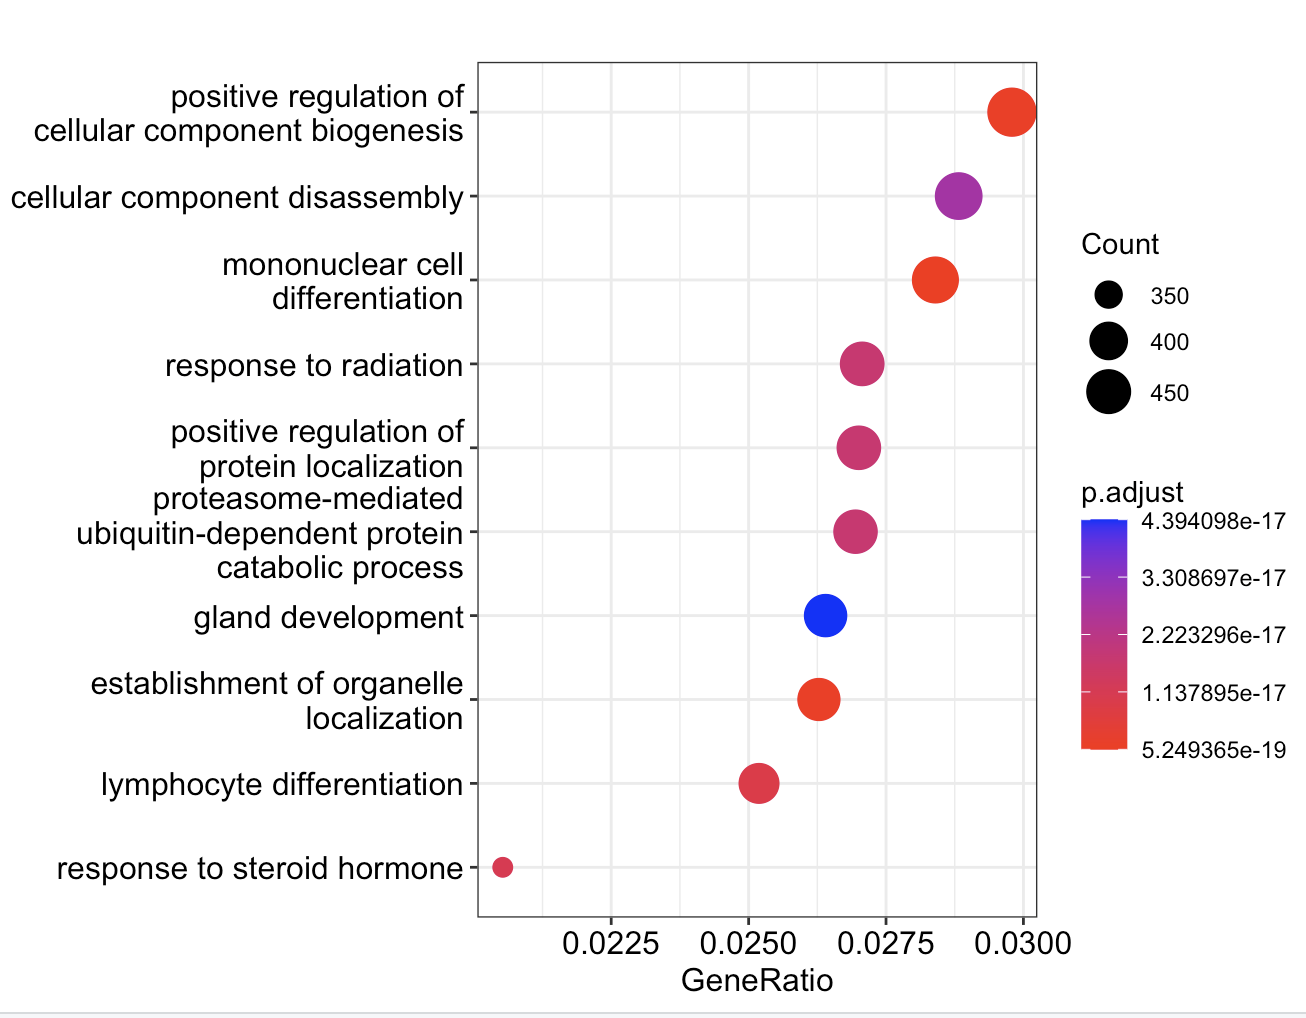 positive regulation of
cellular component biogenesis
cellular component disassembly
mononuclear cell
differentiation
response to radiation
positive regulation of
protein localization
proteasome-mediated
ubiquitin-dependent protein
catabolic process
gland development
establishment of organelle
localization
lymphocyte differentiation
response to steroid hormone
0.0225 0.0250 0.0275 0.0300
GeneRatio
Count
350
400
450
p.adjust
4.394098e-17
3.308697e-17
2.223296e-17
1.137895e-17
5.249365e-19